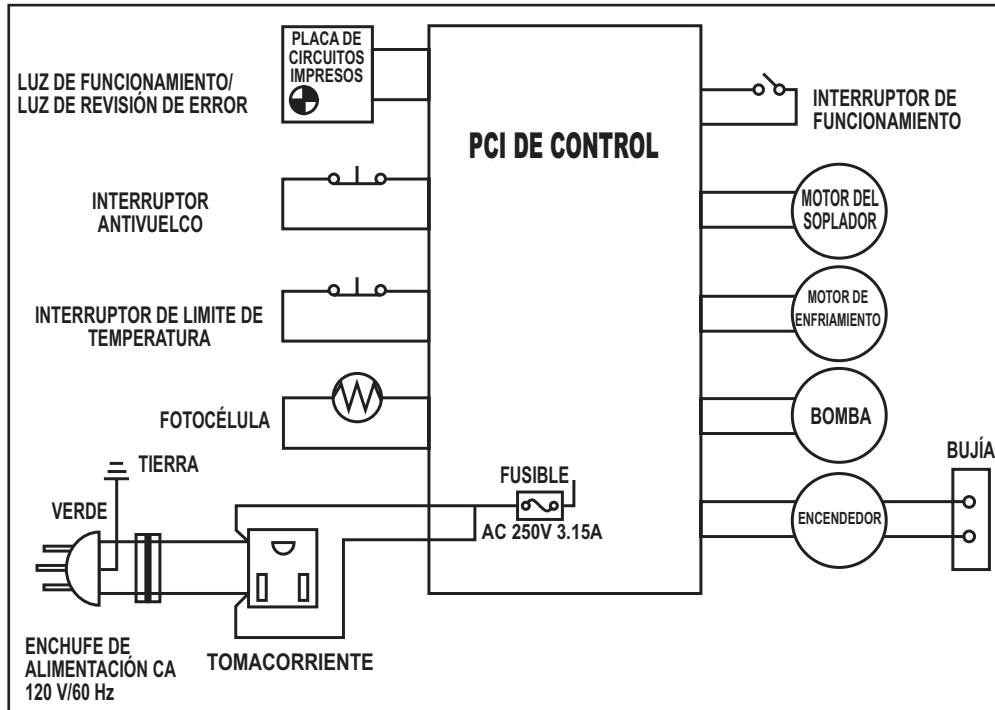 PLACA DE
CIRCUITOS
IMPRESOS
LUZ DE FUNCIONAMIENTO/
LUZ DE REVISIÓN DE ERROR
INTERRUPTOR
ANTIVUELCO
INTERRUPTOR DE LIMITE DE
TEMPERATURA
FOTOCÉLULA
TIERRA
VERDE
ENCHUFE DE
ALIMENTACIÓN CA
120 V/60 Hz
TOMACORRIENTE
PCI DE CONTROL
FUSIBLE
AC 250V 3.15A
INTERRUPTOR DE
FUNCIONAMIENTO
MOTOR DEL
SOPLADOR
MOTOR DE
ENFRIAMIENTO
BOMBA
ENCENDEDOR
BUJÍA